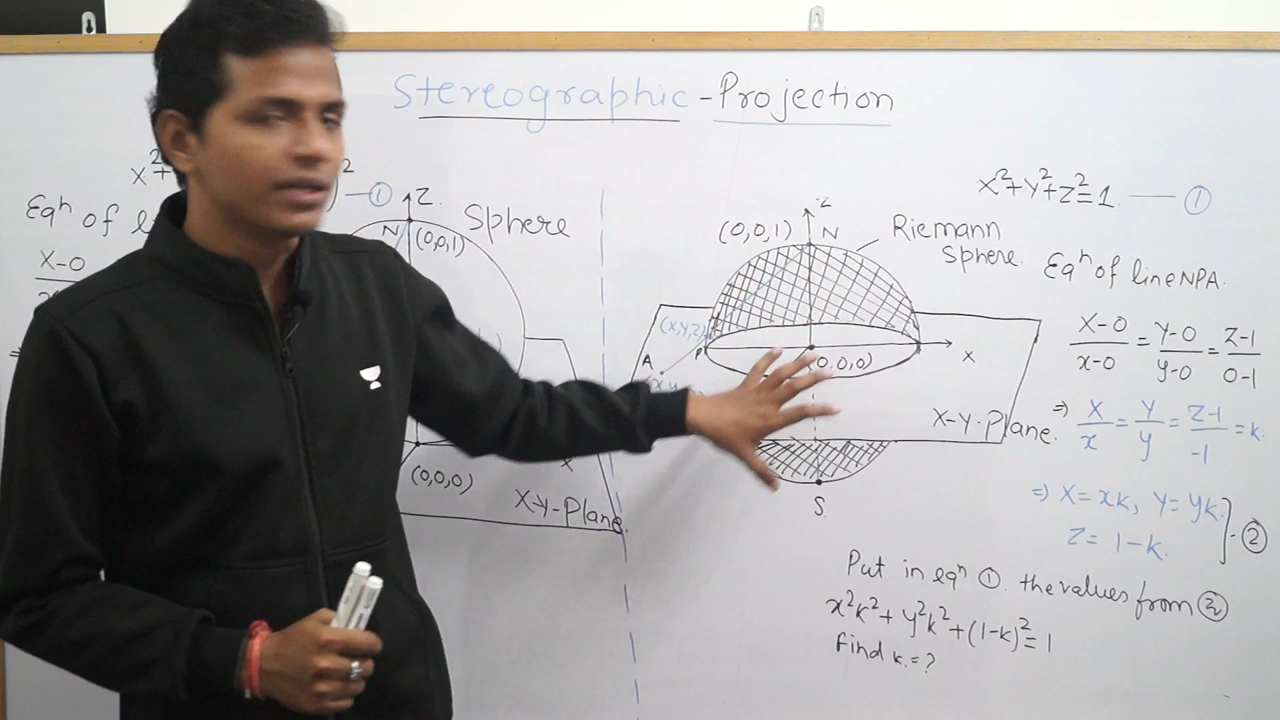 Stereographic - Projection
x²+
2
— ①
Eqⁿ of li
X-0
⇒
Z
N
(0,0,1)
Sphere
(0,0,0)
X
X-Y-Plane
Z
(0,0,1) N
Riemann
Sphere
(X,Y,Z)
P
A
(0,0,0)
X
X-Y-Plane
S
X²+Y²+Z²=1. — ①
Eqⁿ of line NPA.
X-0/x-0 = Y-0/y-0 = Z-1/0-1
⇒ X/x = Y/y = Z-1/-1 = k.
⇒ X = xk, Y = yk.
Z = 1-k. } - ②
Put in eqⁿ ①. the values from ②
x²k²+ y²k²+(1-k)²=1
find k = ?